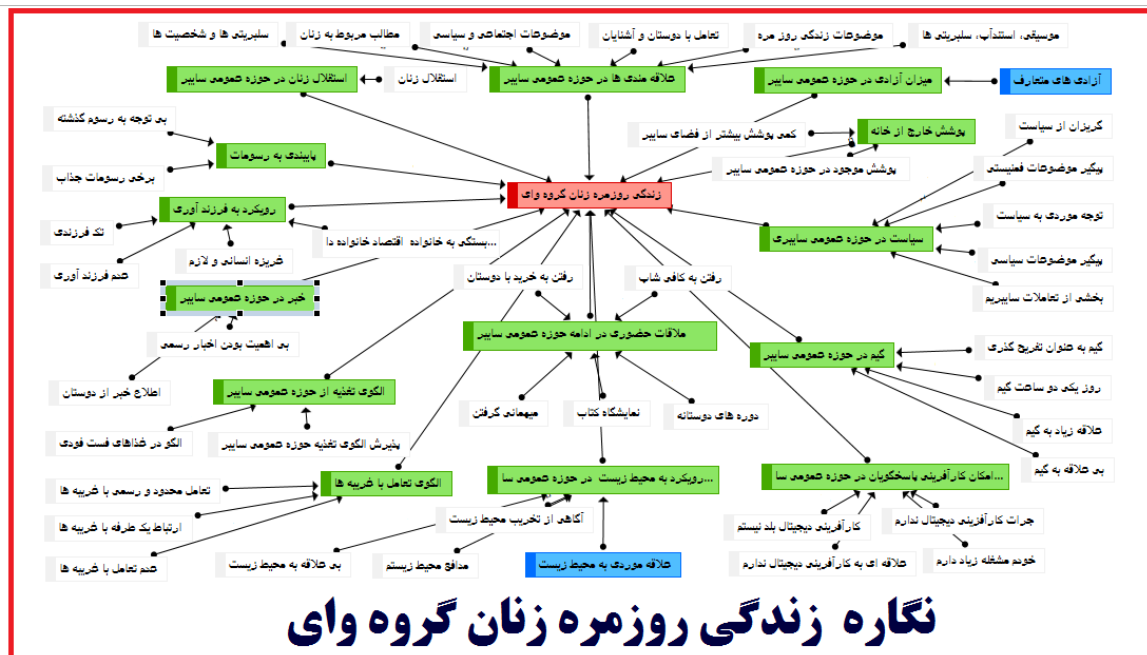 سلبریتی ها و شخصیت ها
مطالب مربوط به زنان
موضوعات اجتماعی و سیاسی
تعامل با دوستان و آشنایان
موضوعات زندگی روز مره
موسیقی، استندآپ، سلبریتی ها
استقلال زنان در حوزه عمومی سایبر
استقلال زنان
علاقه مندی ها در حوزه عمومی سایبر
میزان آزادی در حوزه عمومی سایبر
آزادی های متعارف
بی توجه به رسوم گذشته
پایبندی به رسومات
برخی رسومات جذاب
کمی پوشش بیشتر از فضای سایبر
پوشش خارج از خانه
پوشش موجود در حوزه عمومی سایبر
گریزان از سیاست
پیگیر موضوعات فمنیستی
زندگی روزمره زنان گروه وای
توجه موردی به سیاست
سیاست در حوزه عمومی سایبری
پیگیر موضوعات سیاسی
بخشی از تعاملات سایبریم
رویکرد به فرزند آوری
تک فرزندی
عدم فرزند آوری
غریزه انسانی و لازم
...بستگی به خانواده اقتصاد خانواده دا
خبر در حوزه عمومی سایبر
بی اهمیت بودن اخبار رسمی
اطلاع خبر از دوستان
رفتن به خرید با دوستان
رفتن به کافی شاپ
ملاقات حضوری در ادامه حوزه عمومی سایبر
میهمانی گرفتن
نمایشگاه کتاب
دوره های دوستانه
گیم در حوزه عمومی سایبر
گیم به عنوان تفریح گذری
روز یکی دو ساعت گیم
علاقه زیاد به گیم
بی علاقه به گیم
الگوی تغذیه از حوزه عمومی سایبر
الگو در غذاهای فست فودی
پذیرش الگوی تغذیه حوزه عمومی سایبر
الگوی تعامل با غریبه ها
تعامل محدود و رسمی با غریبه ها
ارتباط یک طرفه با غریبه ها
عدم تعامل با غریبه ها
...رویکرد به محیط زیست در حوزه عمومی سا
آگاهی از تخریب محیط زیست
بی علاقه به محیط زیست
مدافع محیط زیستم
علاقه موردی به محیط زیست
...امکان کارآفرینی پاسخگویان در حوزه عمومی سا
کارآفرینی دیجیتال بلد نیستم
جرات کارآفزینی دیجیتال ندارم
علاقه ای به کارآفرینی دیجیتال ندارم
خودم مشغله زیاد دارم
نگاره زندگی روزمره زنان گروه وای